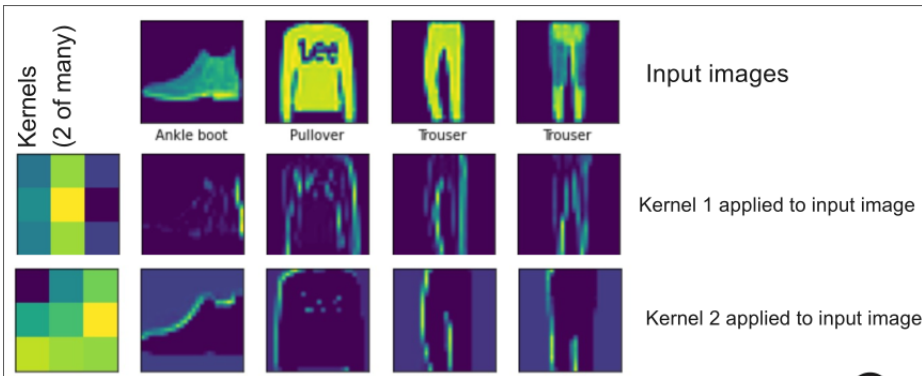 Kernels
(2 of many)
Lee
Input images
Ankle boot
Pullover
Trouser
Trouser
Kernel 1 applied to input image
Kernel 2 applied to input image